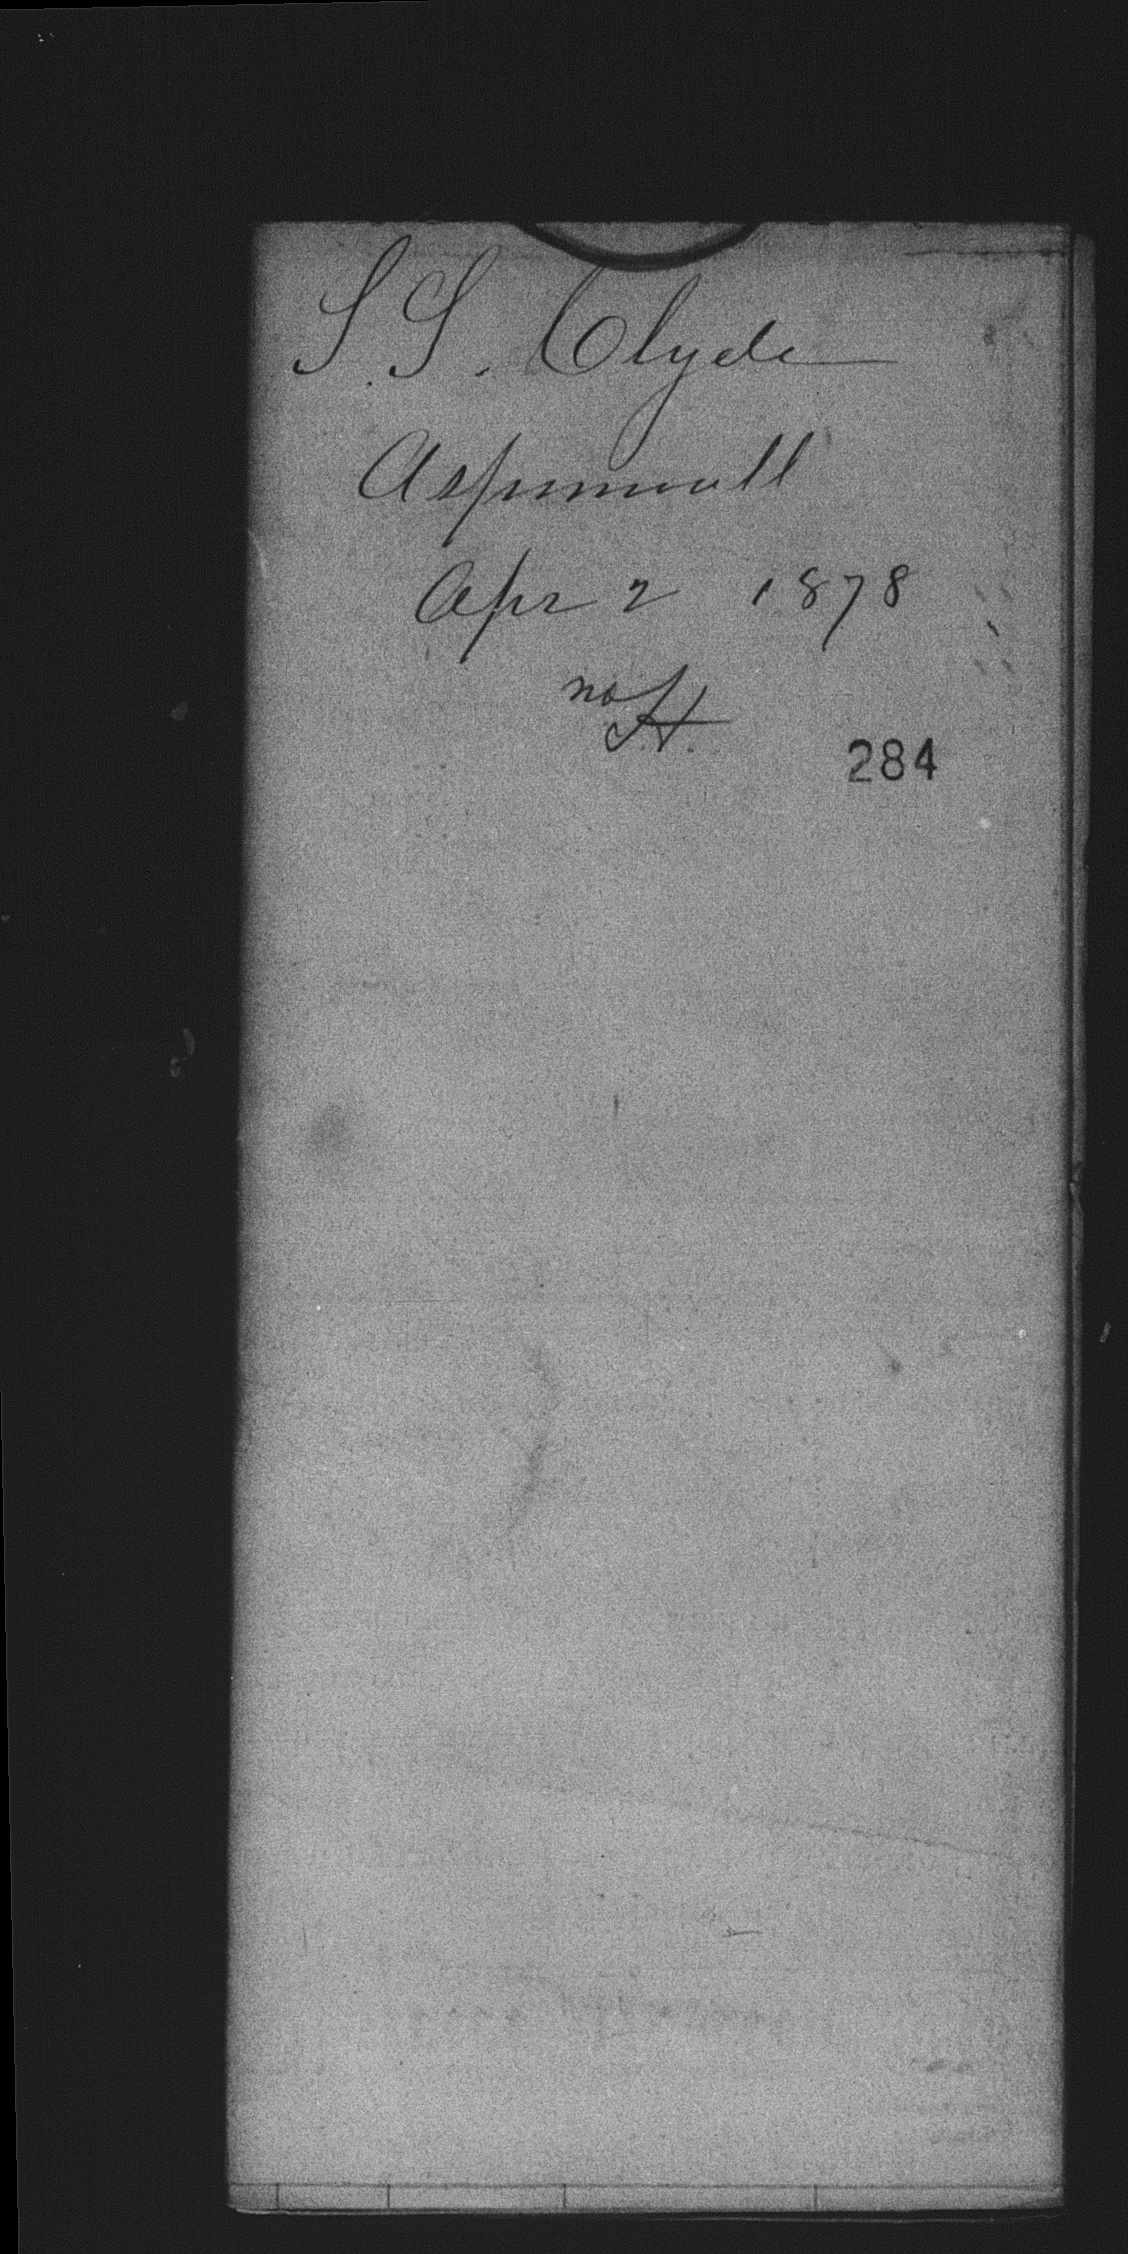 S.S. Clyde
Aspinwall
Apr 2 1878
no
284